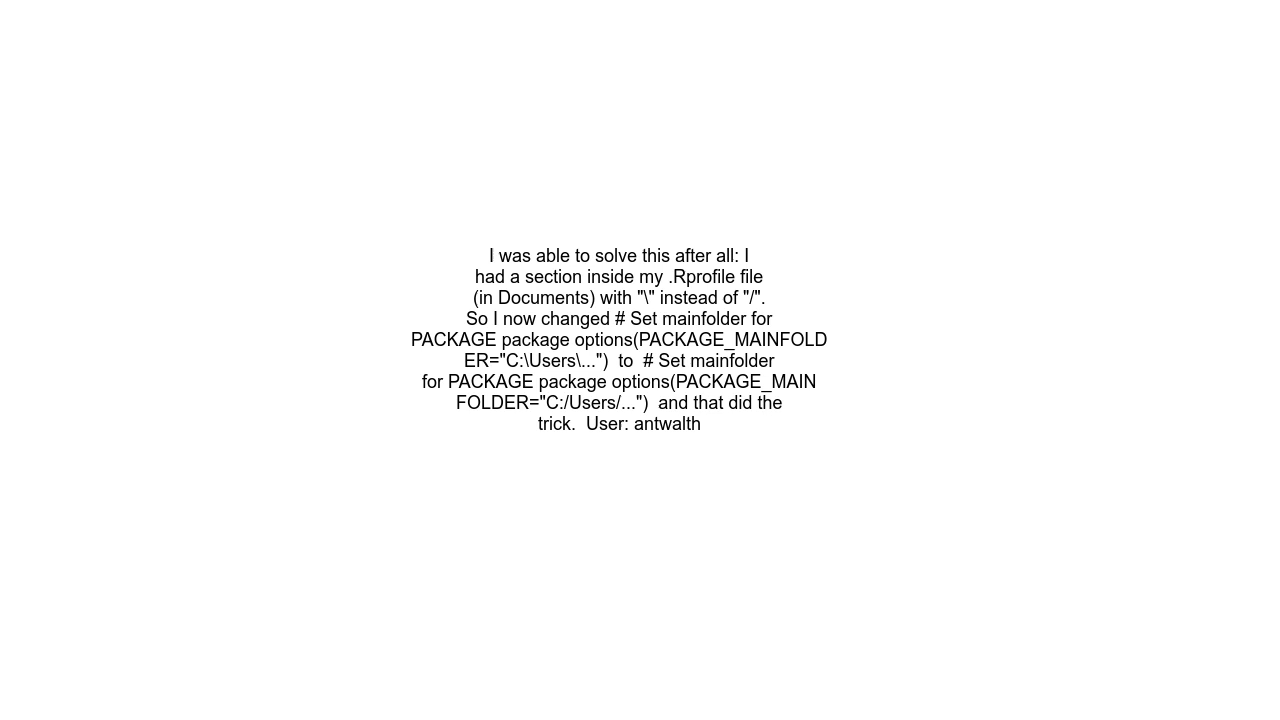 I was able to solve this after all: I
had a section inside my .Rprofile file
(in Documents) with "\" instead of "/".
So I now changed # Set mainfolder for
PACKAGE package options(PACKAGE_MAINFOLD
ER="C:\Users\...")  to  # Set mainfolder
for PACKAGE package options(PACKAGE_MAIN
FOLDER="C:/Users/...")  and that did the
trick.  User: antwalth